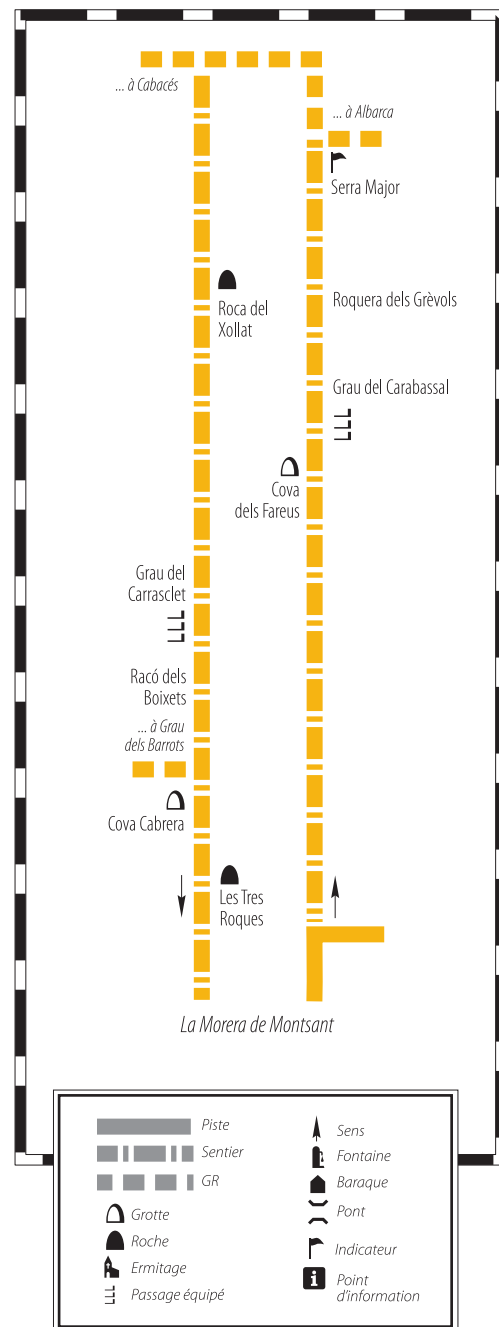 ... à Cabacés
... à Albarca
Serra Major
Roca del
Xollat
Roquera dels Grèvols
Grau del Carabassal
Cova
dels Fareus
Grau del
Carrasclet
Racó dels
Boixets
... à Grau
dels Barrots
Cova Cabrera
Les Tres
Roques
La Morera de Montsant
Piste
Sentier
GR
Grotte
Roche
Ermitage
Passage équipé
Sens
Fontaine
Baraque
Pont
Indicateur
i Point
d'information